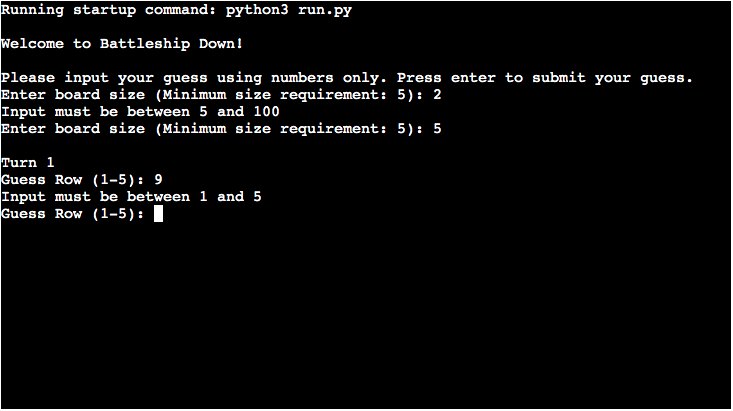 Running startup command: python3 run.py
Welcome to Battleship Down!
Please input your guess using numbers only. Press enter to submit your guess.
Enter board size (Minimum size requirement: 5): 2
Input must be between 5 and 100
Enter board size (Minimum size requirement: 5): 5
Turn 1
Guess Row (1-5): 9
Input must be between 1 and 5
Guess Row (1-5):